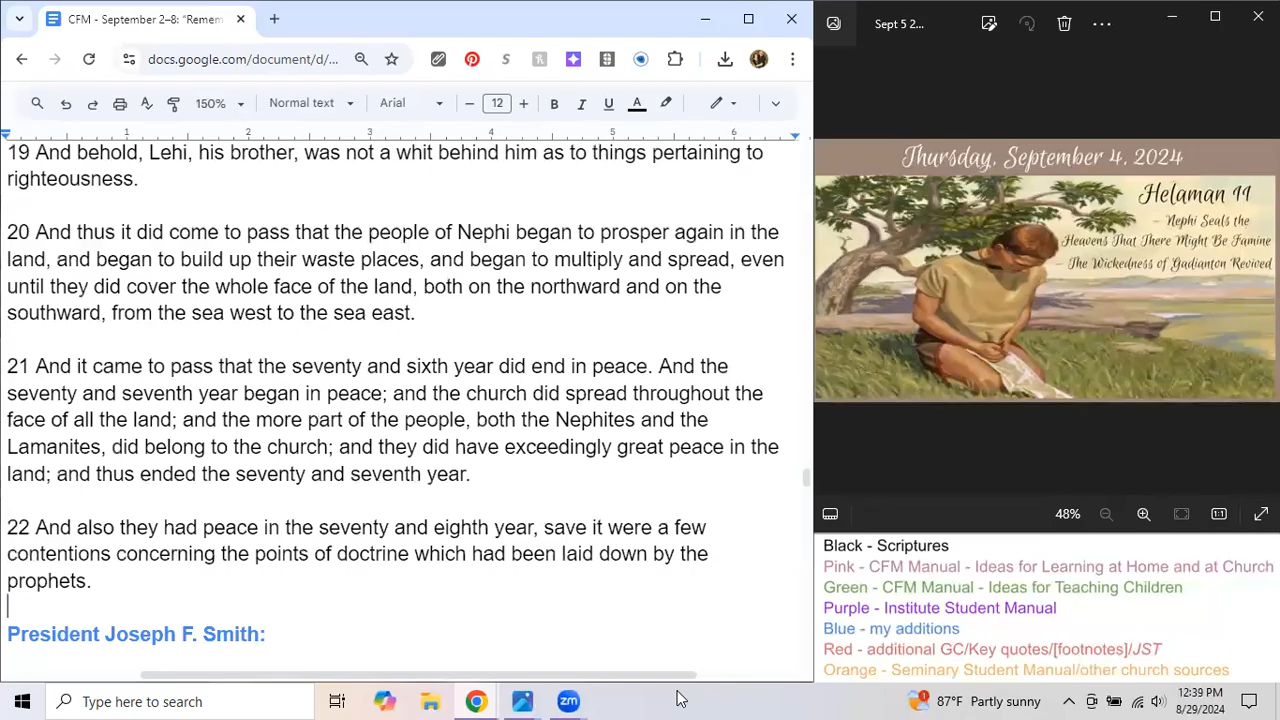 CFM - September 2–8: "Remem
Sept 5 2...
docs.google.com/document/d/...
150%
Normal text
Arial
12
1 2 3 4 5 6
19 And behold, Lehi, his brother, was not a whit behind him as to things pertaining to
righteousness.
20 And thus it did come to pass that the people of Nephi began to prosper again in the
land, and began to build up their waste places, and began to multiply and spread, even
until they did cover the whole face of the land, both on the northward and on the
southward, from the sea west to the sea east.
21 And it came to pass that the seventy and sixth year did end in peace. And the
seventy and seventh year began in peace; and the church did spread throughout the
face of all the land; and the more part of the people, both the Nephites and the
Lamanites, did belong to the church; and they did have exceedingly great peace in the
land; and thus ended the seventy and seventh year.
22 And also they had peace in the seventy and eighth year, save it were a few
contentions concerning the points of doctrine which had been laid down by the
prophets.
President Joseph F. Smith:
Thursday, September 4, 2024
Helaman 11
~ Nephi Seals the
Heavens That There Might Be Famine
~ The Wickedness of Gadianton Revived
48%
1:1
Black - Scriptures
Pink - CFM Manual - Ideas for Learning at Home and at Church
Green - CFM Manual - Ideas for Teaching Children
Purple - Institute Student Manual
Blue - my additions
Red - additional GC/Key quotes/[footnotes]/JST
Orange - Seminary Student Manual/other church sources
Type here to search
zm
1
87°F Partly sunny
12:39 PM
8/29/2024